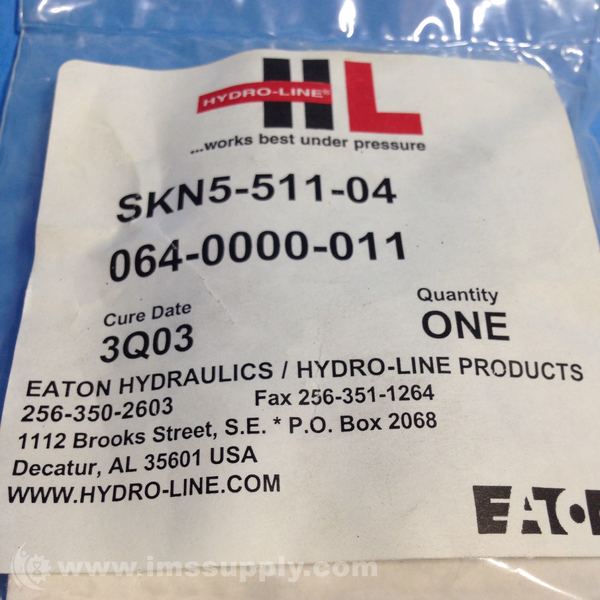 HL
HYDRO-LINE®
...works best under pressure
SKN5-511-04
064-0000-011
Cure Date
3Q03
Quantity
ONE
EATON HYDRAULICS / HYDRO-LINE PRODUCTS
256-350-2603 Fax 256-351-1264
1112 Brooks Street, S.E. * P.O. Box 2068
Decatur, AL 35601 USA
WWW.HYDRO-LINE.COM
EATO
www.imssupply.com